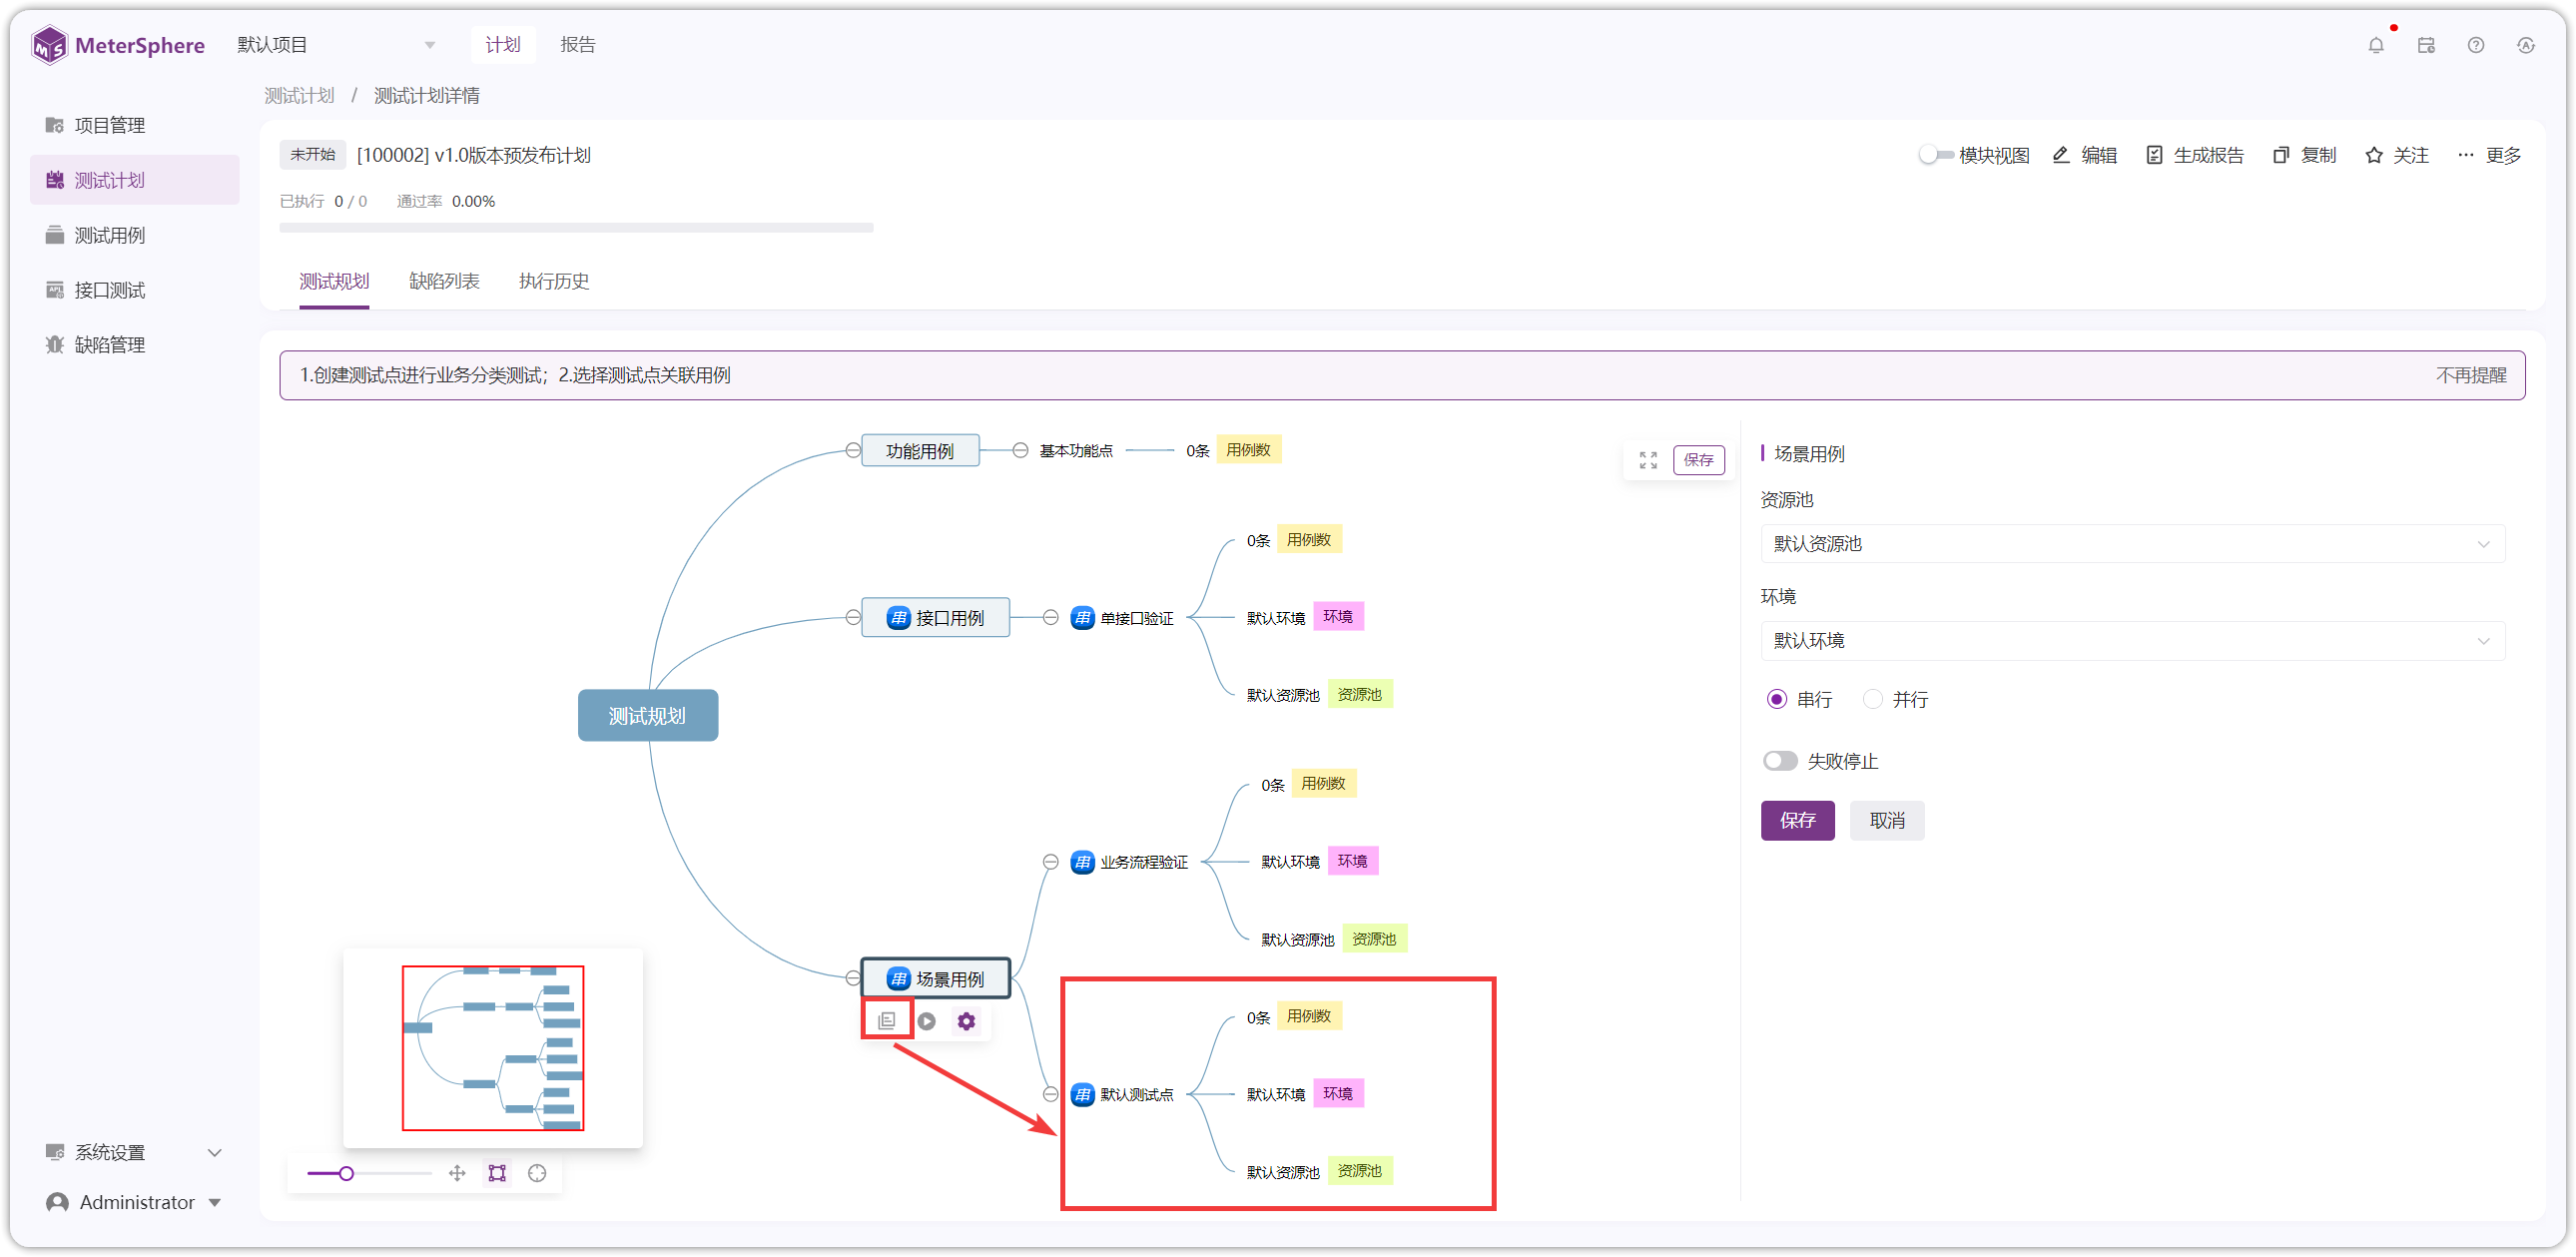 MeterSphere
默认项目
计划
报告
项目管理
测试计划
测试用例
接口测试
缺陷管理
测试计划 / 测试计划详情
未开始 [100002] v1.0版本预发布计划
模块视图
编辑
生成报告
复制
关注
更多
已执行 0 / 0 通过率 0.00%
测试规划
缺陷列表
执行历史
1.创建测试点进行业务分类测试；2.选择测试点关联用例
不再提醒
功能用例
基本功能点
0条 用例数
保存
0条 用例数
串 接口用例
串 单接口验证
默认环境 环境
默认资源池 资源池
测试规划
0条 用例数
串 业务流程验证
默认环境 环境
默认资源池 资源池
串 场景用例
0条 用例数
串 默认测试点
默认环境 环境
默认资源池 资源池
场景用例
资源池
默认资源池
环境
默认环境
串行
并行
失败停止
保存
取消
系统设置
Administrator